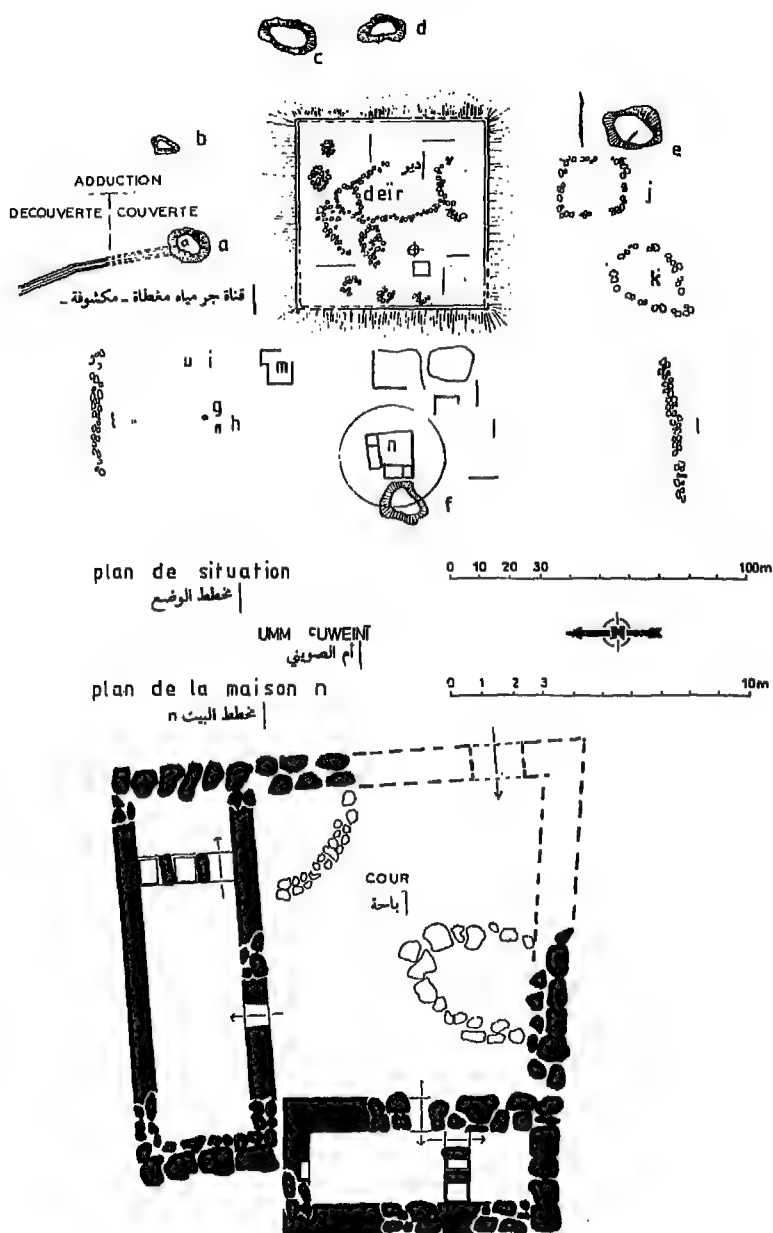 c
d
b
e
ADDUCTION
DECOUVERTE COUVERTE
a
دير
deïr
j
k
قناة جر مياه مغطاة - مكشوفة -
i
m
g
h
l
n
l
f
plan de situation
مخطط الوضع
0 10 20 30 100m
UMM ᶜUWEINĪ
أم الصويني
N
plan de la maison n
مخطط البيت n
0 1 2 3 10m
COUR
باحة